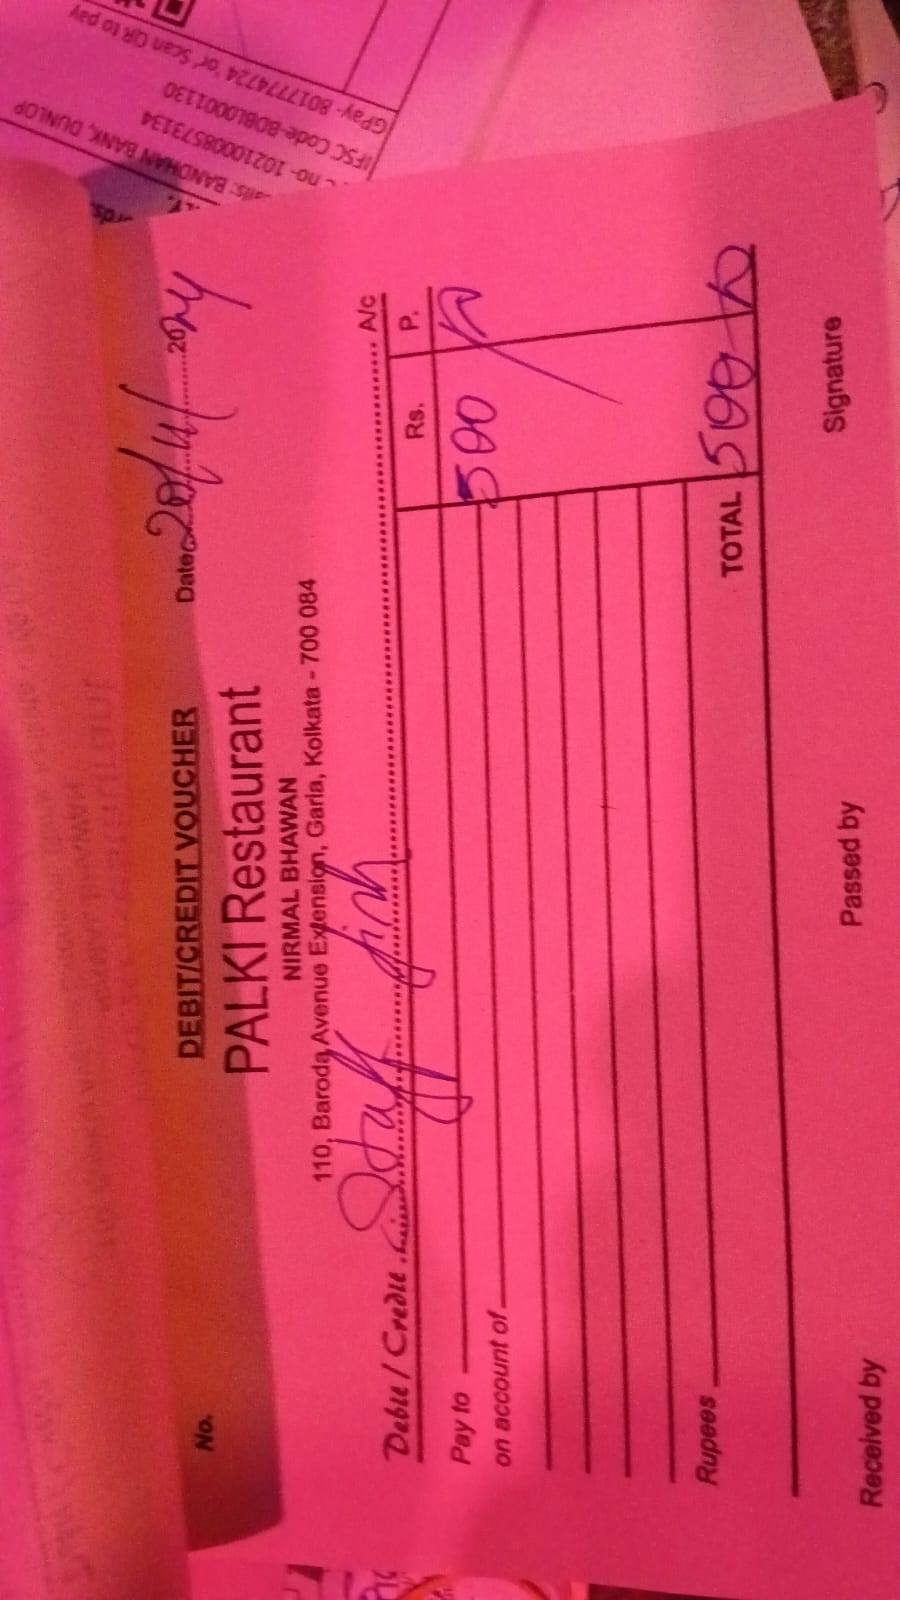 No.
DEBIT/CREDIT VOUCHER
Date 20/4/ 2024
PALKI Restaurant
NIRMAL BHAWAN
110, Baroda Avenue Extension, Garia, Kolkata - 700 084
Debit / Credit Staff fish A/c
Rs. P.
Pay to 500
on account of
Rupees TOTAL 500
Received by Passed by Signature
BANDHAN BANK, DUNLOP
no- 10210008573134
IFSC Code-BDBL0001130
GPay- 8017774724 'or' Scan QR to pay